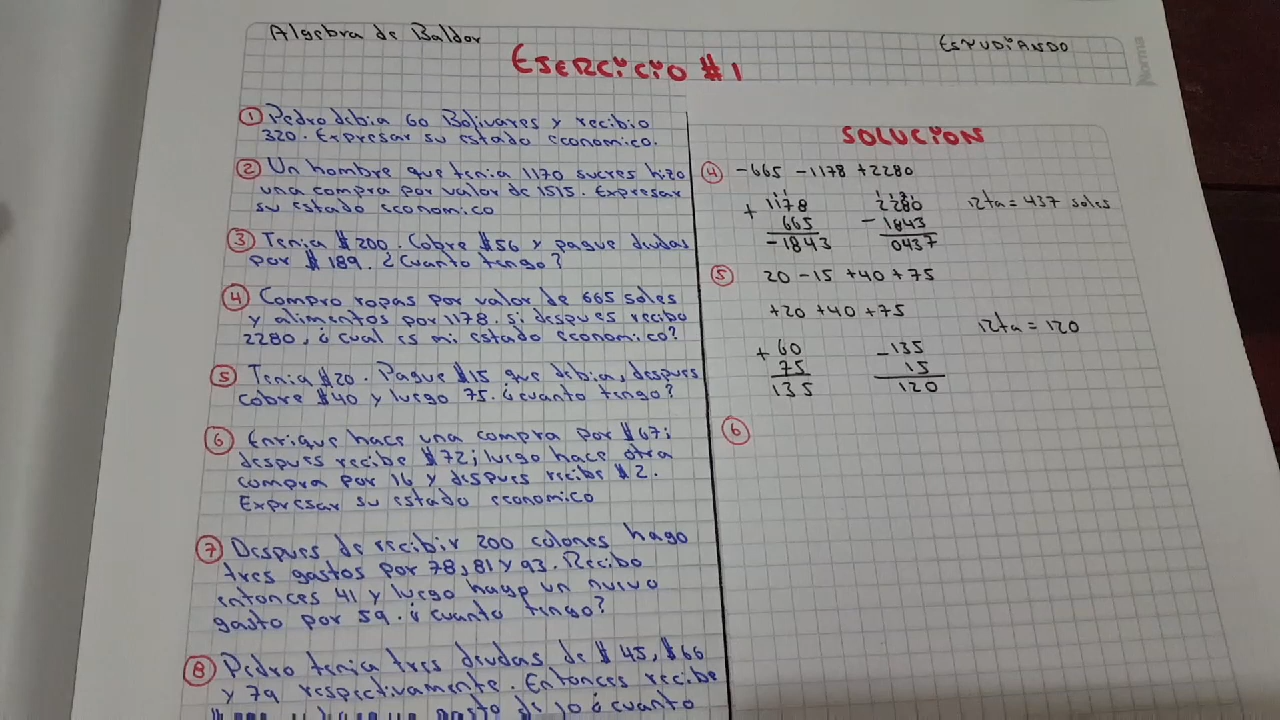 Algebra de Baldor
ESTUDIANDO
norma
EJERCICIO #1
① Pedro debia 60 Bolivares y recibio
320. Expresar su estado economico.
② Un hombre que tenia 1170 sucres hizo
una compra por valor de 1515. Expresar
su estado economico
③ Tenia $200. Cobre $56 y pague deudas
por $189. ¿Cuanto tengo?
④ Compro ropas por valor de 665 soles
y alimentos por 1178. si despues recibo
2280, ¿cual es mi estado economico?
⑤ Tenia $20. Pague $15 que debia, despues
cobre $40 y luego 75. ¿cuanto tengo?
⑥ Enrique hace una compra por $67;
despues recibe $72; luego hace otra
compra por 16 y despues recibe $2.
Expresar su estado economico
⑦ Despues de recibir 200 colones hago
tres gastos por 78, 81 y 93. Recibo
entonces 41 y luego hago un nuevo
gasto por 59. ¿cuanto tengo?
⑧ Pedro tenia tres deudas de $45, $66
y 79 respectivamente. Entonces recibe
gasto de 10 ¿cuanto
SOLUCION
④ -665 -1178 +2280
+ 1178
665
-1843
2280
- 1843
0437
rta = 437 soles
⑤ 20 -15 +40 +75
+20 +40 +75
+ 60
75
135
-135
15
120
rta = 120
⑥